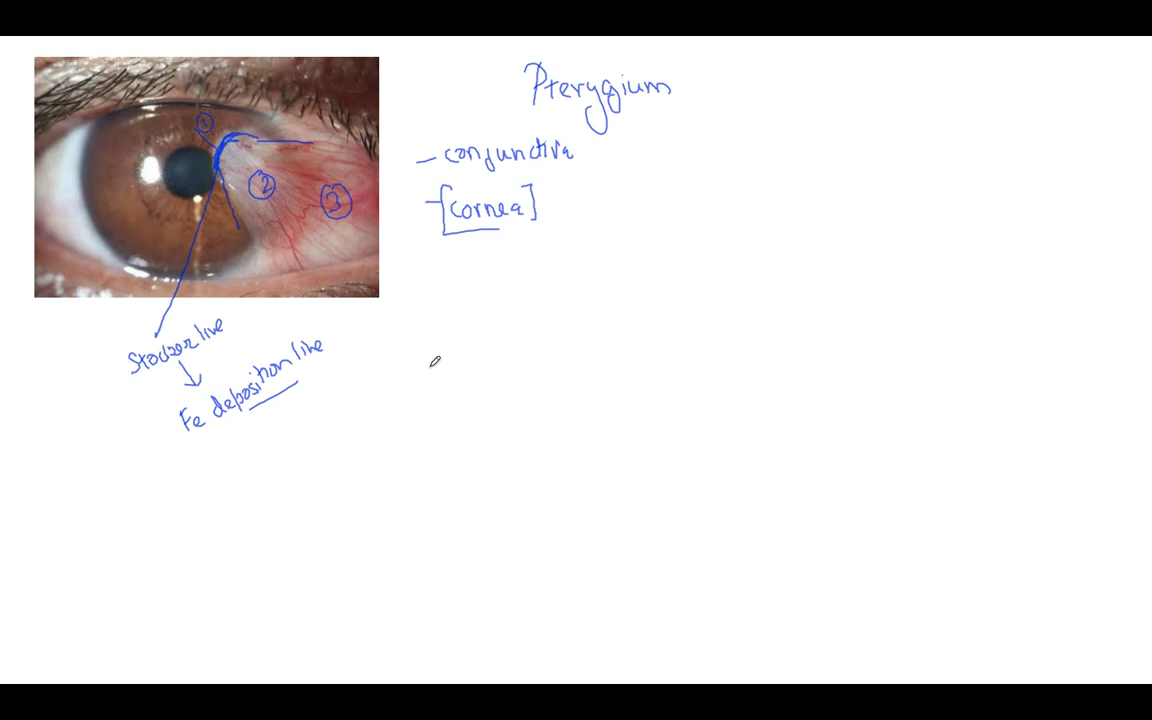 Pterygium
- conjunctiva
- [cornea]
1
2
3
Stocker line
Fe deposition line